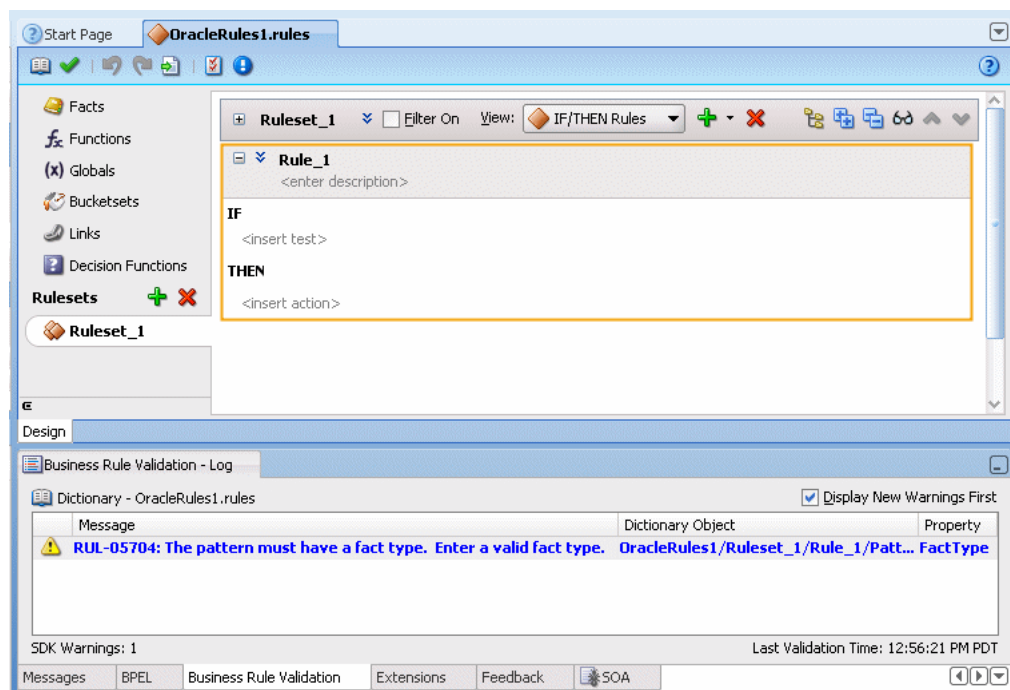 Start Page OracleRules1.rules
Facts
Functions
Globals
Bucketsets
Links
Decision Functions
Rulesets
Ruleset_1
Ruleset_1 Filter On View: IF/THEN Rules
Rule_1
<enter description>
IF
<insert test>
THEN
<insert action>
Design
Business Rule Validation - Log
Dictionary - OracleRules1.rules Display New Warnings First
Message Dictionary Object Property
RUL-05704: The pattern must have a fact type. Enter a valid fact type. OracleRules1/Ruleset_1/Rule_1/Patt... FactType
SDK Warnings: 1 Last Validation Time: 12:56:21 PM PDT
Messages BPEL Business Rule Validation Extensions Feedback SOA